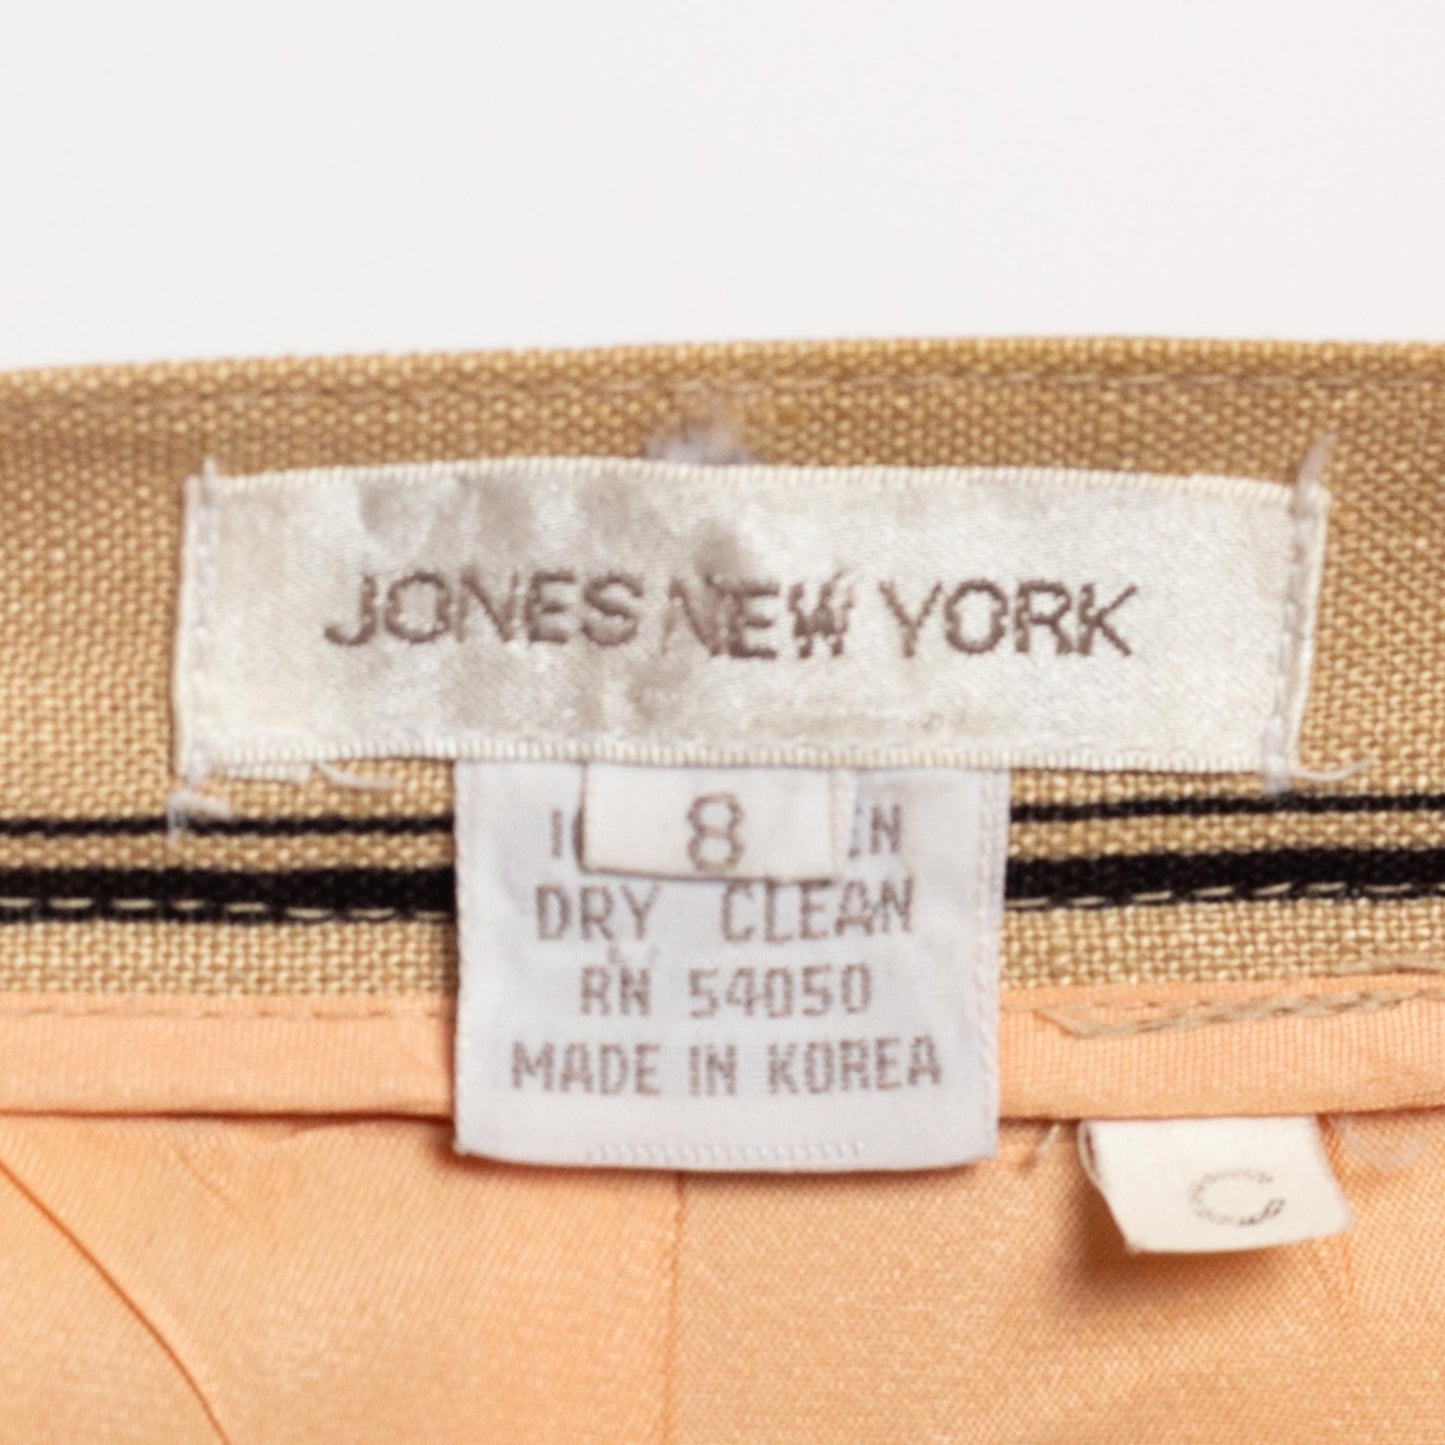 JONES NEW YORK
8
DRY CLEAN
RN 54050
MADE IN KOREA
C